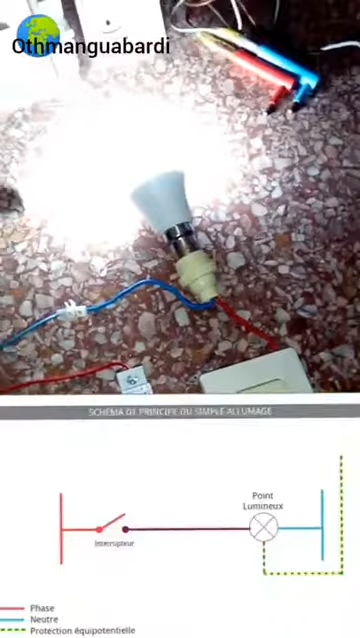 Othmanguabardi
SCHÉMA DE PRINCIPE DU SIMPLE ALLUMAGE
Point
Lumineux
Interrupteur
Phase
Neutre
Protection équipotentielle